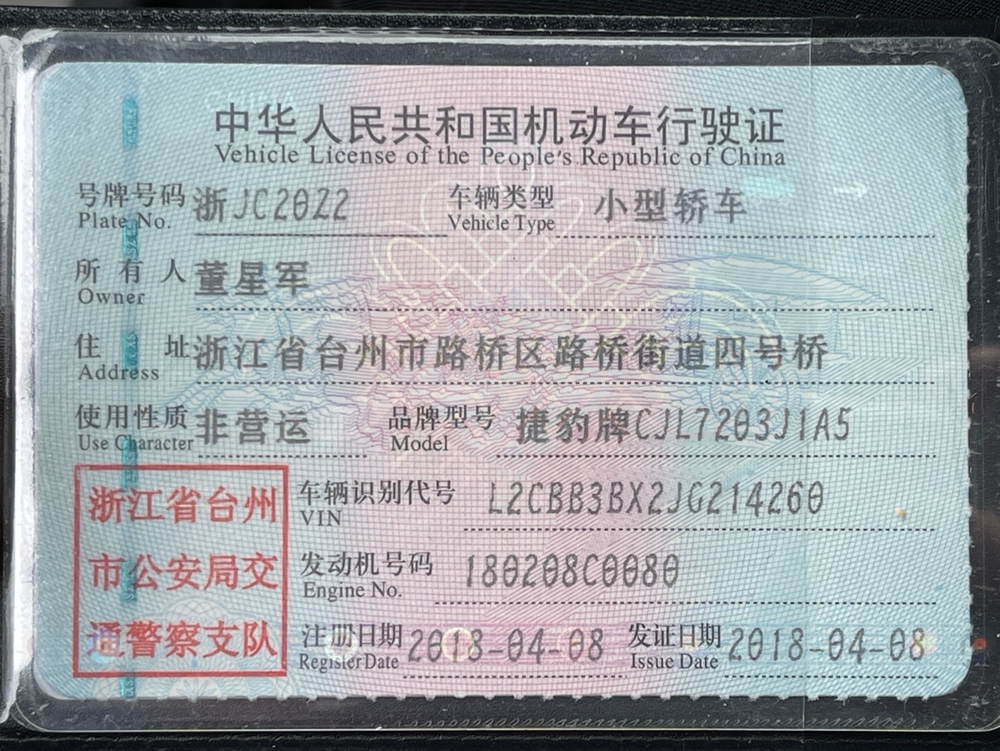 中华人民共和国机动车行驶证
Vehicle License of the People's Republic of China
号牌号码 浙JC20Z2 车辆类型 小型轿车
Plate No. Vehicle Type
所有人 董星军
Owner
住址 浙江省台州市路桥区路桥街道四号桥
Address
使用性质 非营运 品牌型号 捷豹牌CJL7203J1A5
Use Character Model
浙江省台州
市公安局交
通警察支队
车辆识别代号 L2CBB3BX2JG214260
VIN
发动机号码 180208C0080
Engine No.
注册日期 2018-04-08 发证日期 2018-04-08
Register Date Issue Date